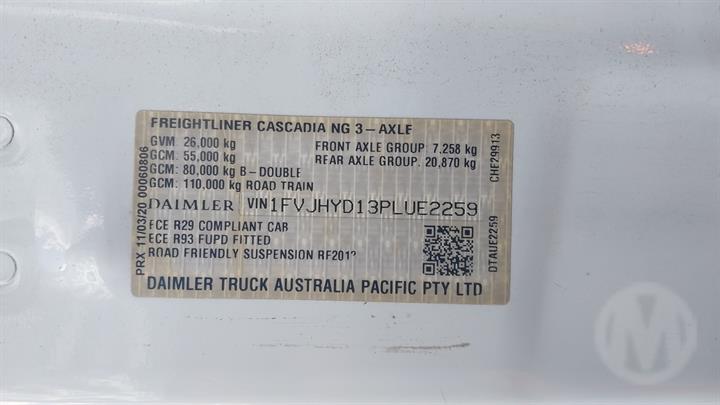 FREIGHTLINER CASCADIA NG 3-AXLE
GVM: 26,000 kg
GCM: 55,000 kg
GCM: 80,000 kg B-DOUBLE
GCM: 110,000 kg ROAD TRAIN
FRONT AXLE GROUP: 7,258 kg
REAR AXLE GROUP: 20,870 kg
DAIMLER VIN 1FVJHYD13PLUE2259
ECE R29 COMPLIANT CAB
ECE R93 FUPD FITTED
ROAD FRIENDLY SUSPENSION RF2012
DAIMLER TRUCK AUSTRALIA PACIFIC PTY LTD
PRX 11/03/20 00060806
CHF29913
DTAUE2259
M